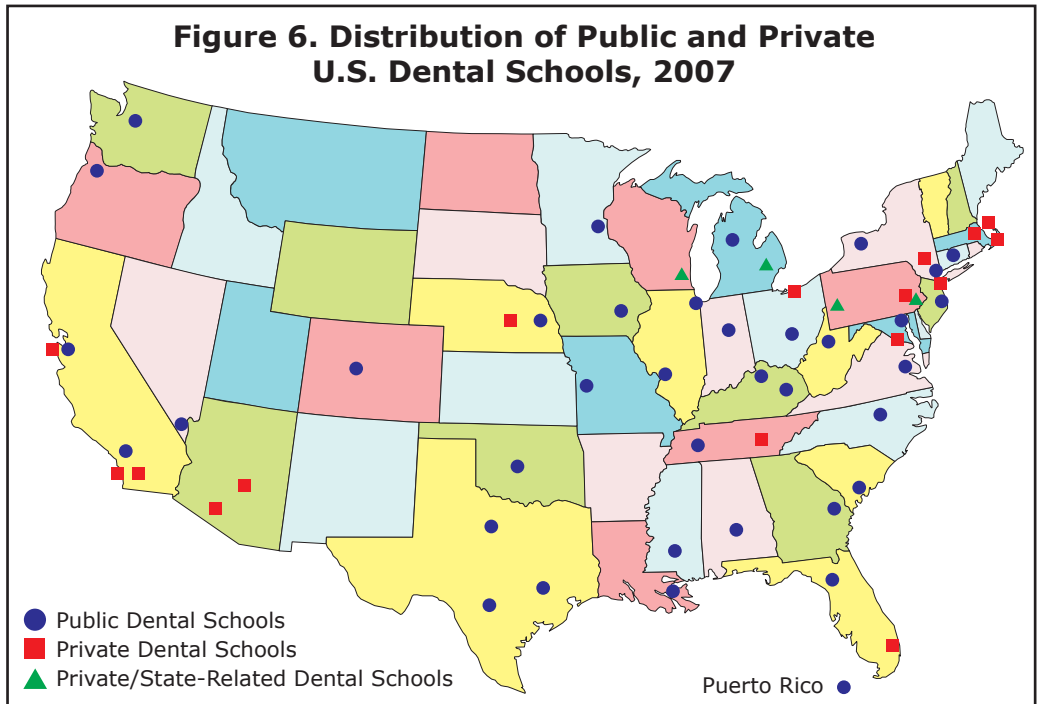 Figure 6. Distribution of Public and Private
U.S. Dental Schools, 2007
Public Dental Schools
Private Dental Schools
Private/State-Related Dental Schools
Puerto Rico